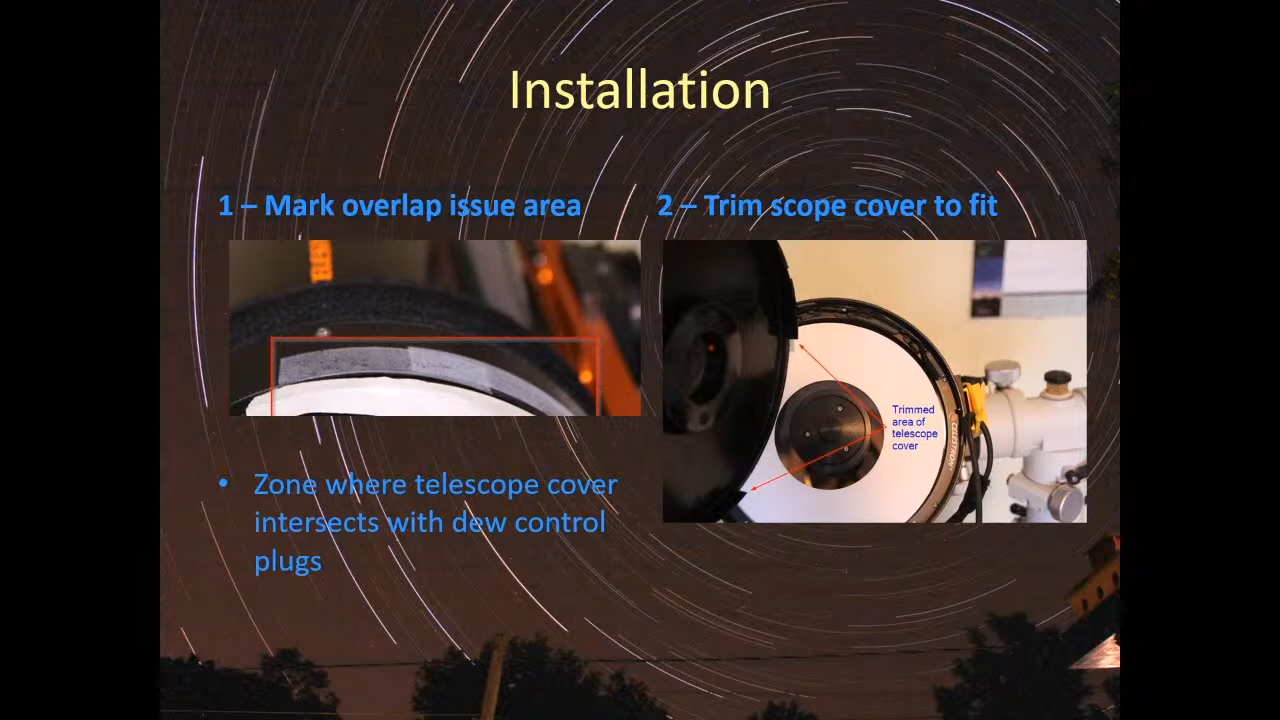 Installation
1 – Mark overlap issue area
2 – Trim scope cover to fit
Trimmed
area of
telescope
cover
CELESTRON
• Zone where telescope cover
intersects with dew control
plugs